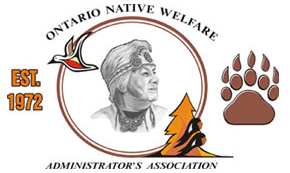 ONTARIO NATIVE WELFARE
EST.
1972
ADMINISTRATOR'S ASSOCIATION